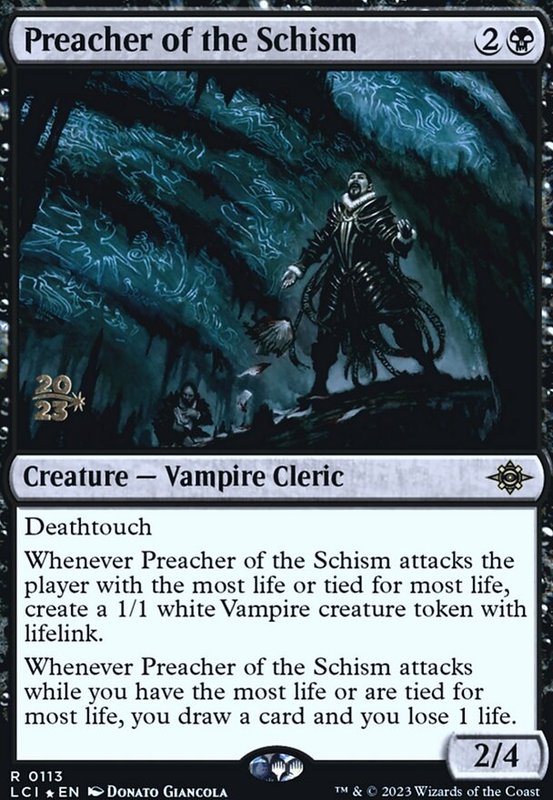 Preacher of the Schism 2
20
23
Creature — Vampire Cleric
Deathtouch
Whenever Preacher of the Schism attacks the
player with the most life or tied for most life,
create a 1/1 white Vampire creature token with
lifelink.
Whenever Preacher of the Schism attacks
while you have the most life or are tied for
most life, you draw a card and you lose 1 life.
2/4
R 0113
LCI ★ EN DONATO GIANCOLA ™ & © 2023 Wizards of the Coast